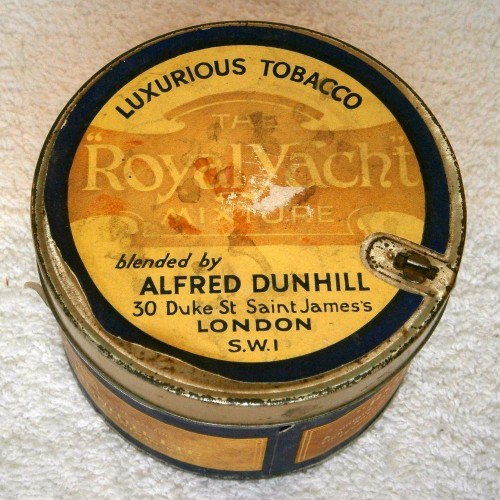 LUXURIOUS TOBACCO
THE
"Royal Yacht"
MIXTURE
blended by
ALFRED DUNHILL
30 Duke St Saint James's
LONDON
S.W.1